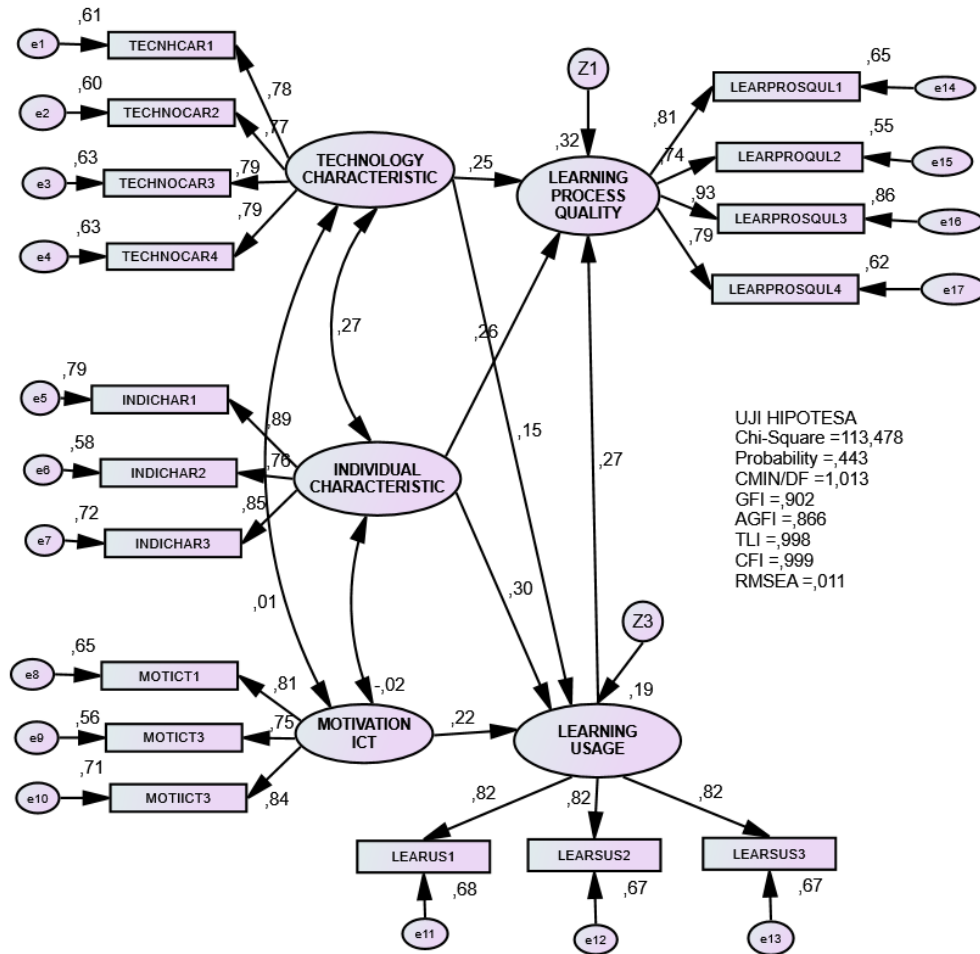 ,61
e1
TECNHCAR1
,60
,78
e2
TECHNOCAR2
,77
,63
e3
TECHNOCAR3
,79
,63
e4
TECHNOCAR4
,79
TECHNOLOGY
CHARACTERISTIC
,25
Z1
,32
LEARNING
PROCESS
QUALITY
,65
LEARPROSQUL1
e14
,81
,55
LEARPROQUL2
e15
,74
,86
LEARPROSQUL3
e16
,93
,62
LEARPROSQUL4
e17
,79
,27
,26
,79
e5
INDICHAR1
,89
,58
e6
INDICHAR2
,76
,72
e7
INDICHAR3
,85
INDIVIDUAL
CHARACTERISTIC
,15
,27
,30
,01
-,02
UJI HIPOTESA
Chi-Square =113,478
Probability =,443
CMIN/DF =1,013
GFI =,902
AGFI =,866
TLI =,998
CFI =,999
RMSEA =,011
,65
e8
MOTICT1
,81
,56
e9
MOTICT3
,75
,71
e10
MOTIICT3
,84
MOTIVATION
ICT
,22
Z3
,19
LEARNING
USAGE
,82
,82
,82
LEARUS1
LEARSUS2
LEARSUS3
,68
,67
,67
e11
e12
e13